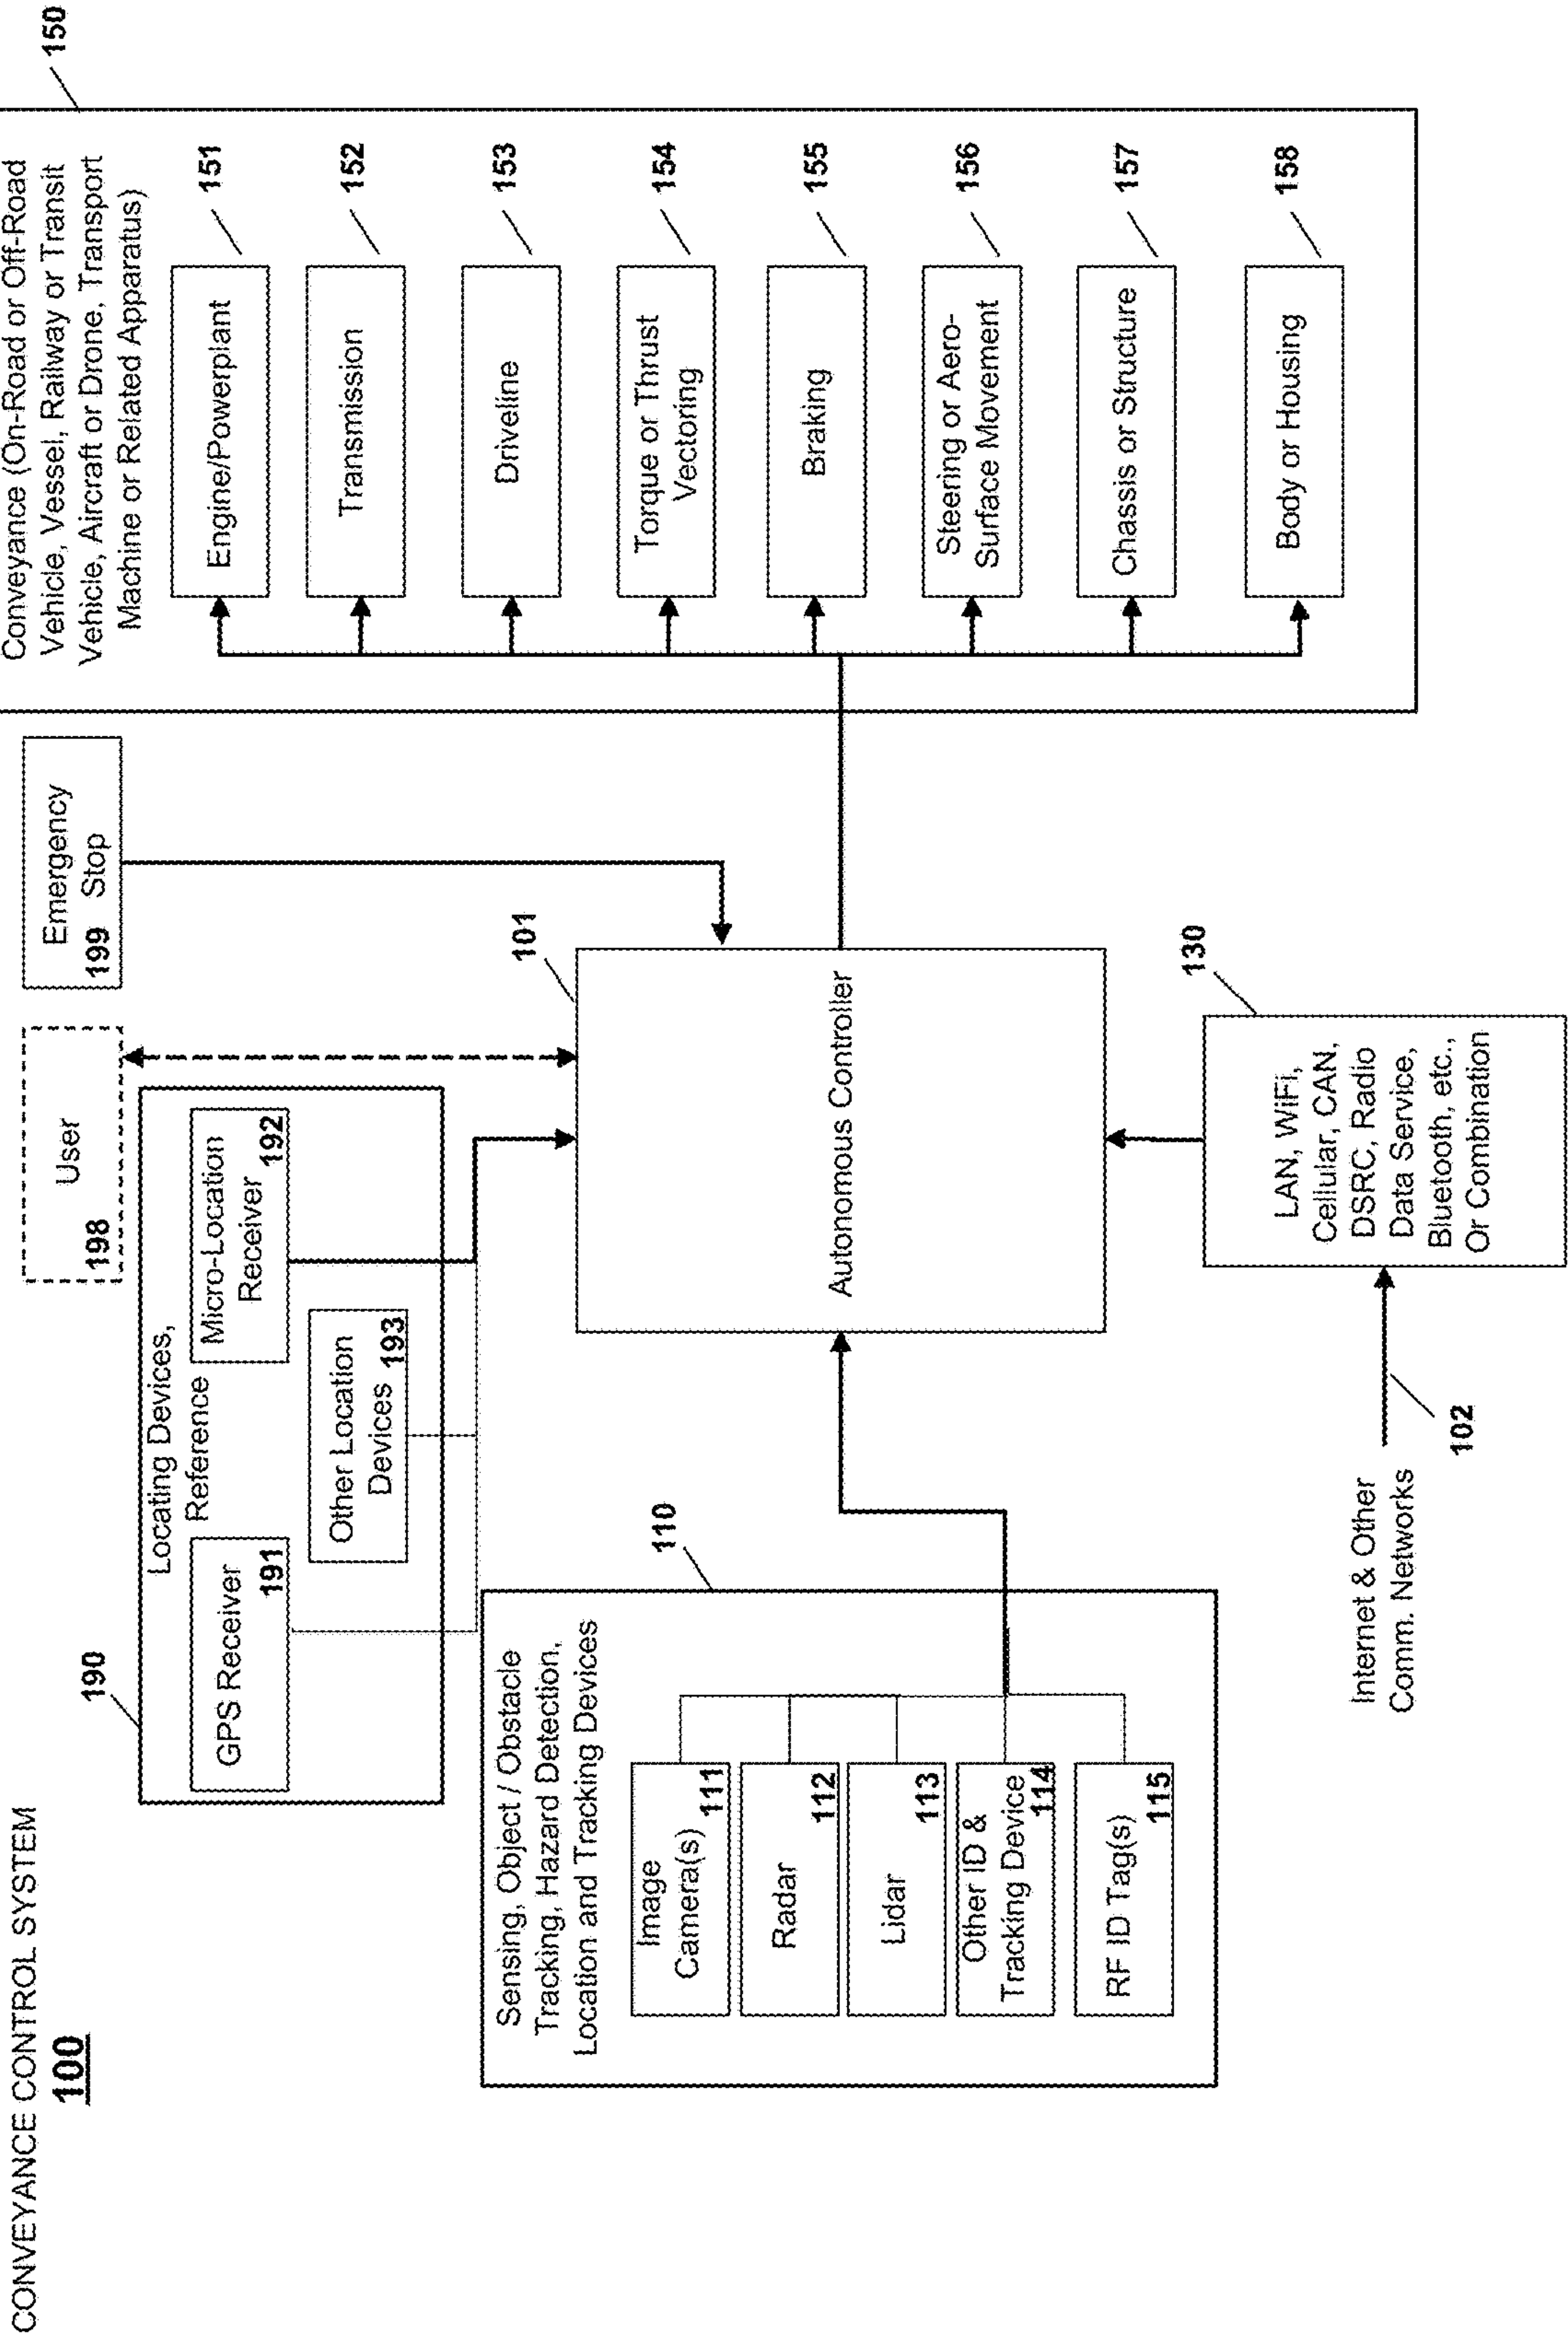 CONVEYANCE CONTROL SYSTEM
100
190
Locating Devices,
Reference
GPS Receiver
191
Micro-Location
Receiver
192
Other Location
Devices 193
User
198
Emergency
199 Stop
101
Autonomous Controller
110
Sensing, Object / Obstacle
Tracking, Hazard Detection,
Location and Tracking Devices
Image
Camera(s)
111
Radar
112
Lidar
113
Other ID &
Tracking Device
114
RF ID Tag(s)
115
Internet & Other
Comm. Networks
102
130
LAN, WiFi,
Cellular, CAN,
DSRC, Radio
Data Service,
Bluetooth, etc.,
Or Combination
150
Conveyance (On-Road or Off-Road
Vehicle, Vessel, Railway or Transit
Vehicle, Aircraft or Drone, Transport
Machine or Related Apparatus)
Engine/Powerplant
151
Transmission
152
Driveline
153
Torque or Thrust
Vectoring
154
Braking
155
Steering or Aero-
Surface Movement
156
Chassis or Structure
157
Body or Housing
158